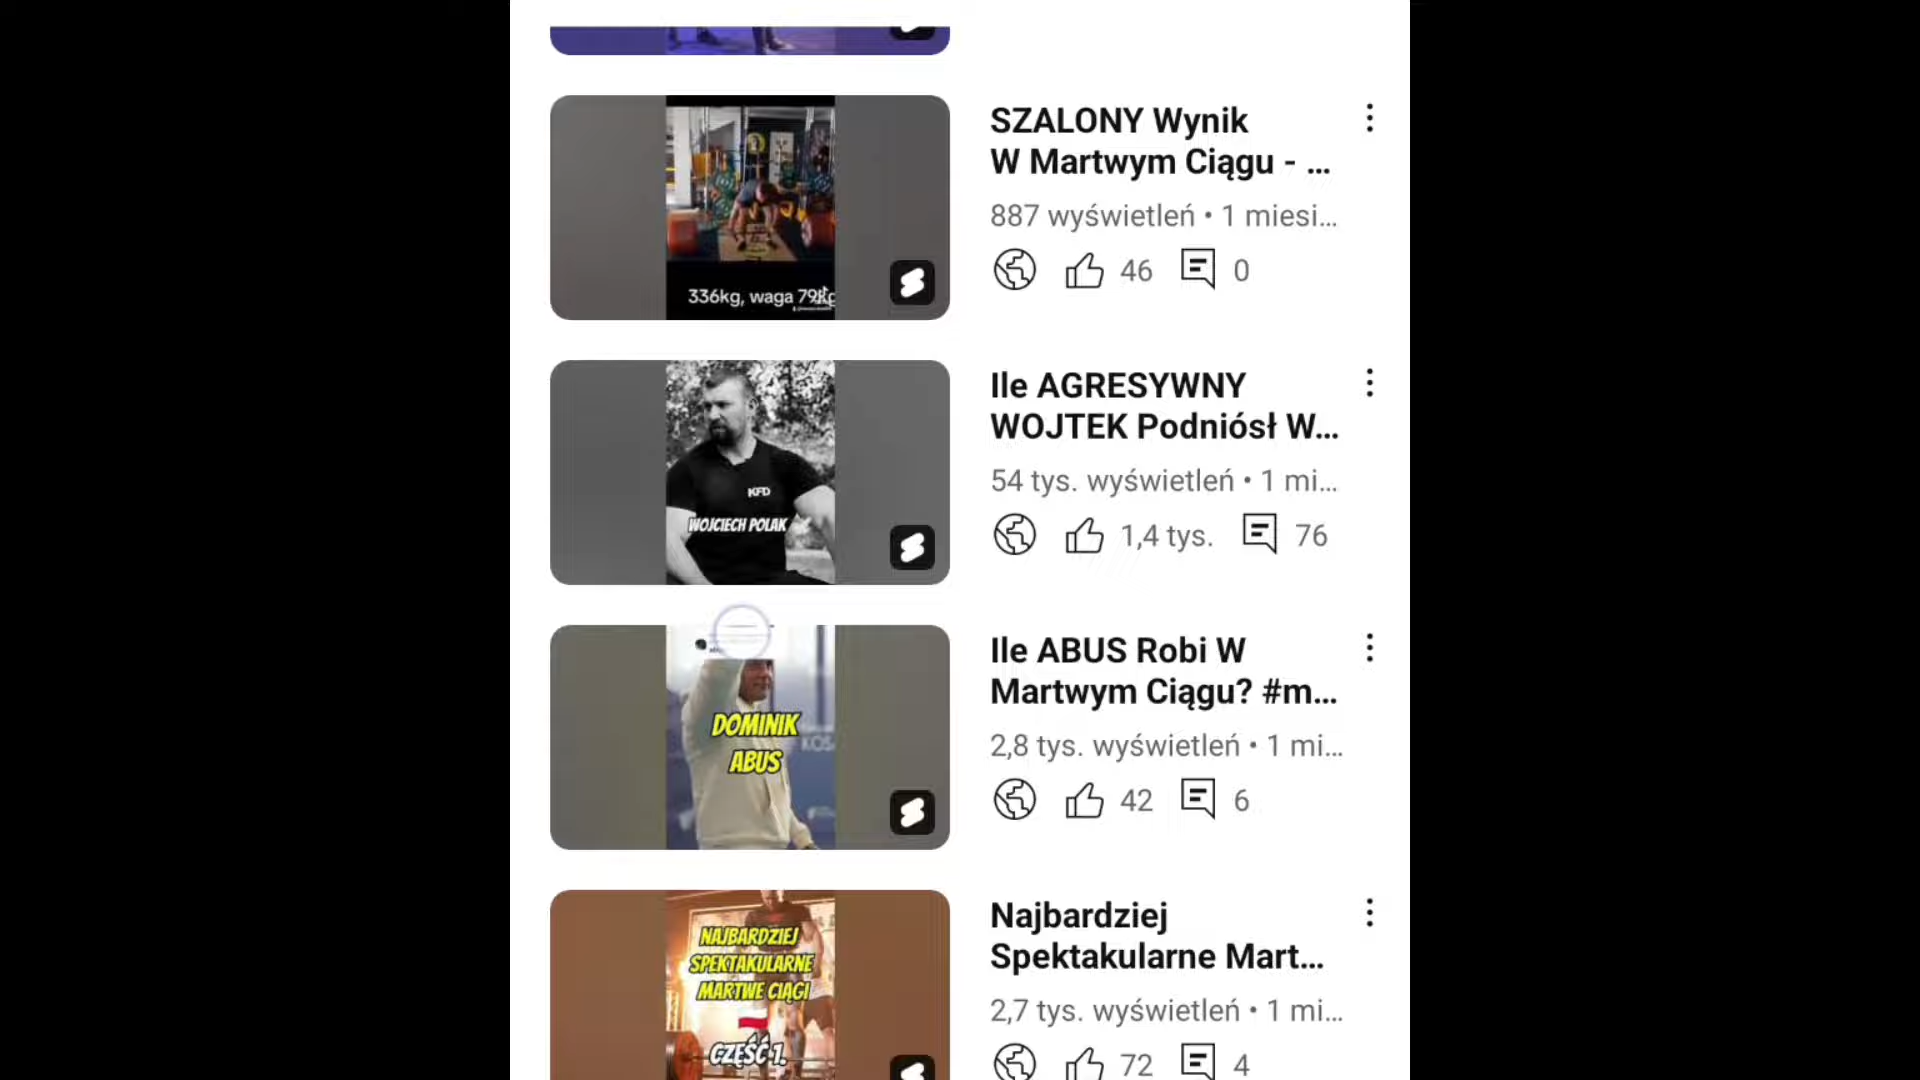 336kg, waga 79kg
SZALONY Wynik
W Martwym Ciągu - ...
887 wyświetleń • 1 miesi...
46 0
KFD
WOJCIECH POLAK
Ile AGRESYWNY
WOJTEK Podniósł W...
54 tys. wyświetleń • 1 mi...
1,4 tys. 76
DOMINIK
ABUS
Ile ABUS Robi W
Martwym Ciągu? #m...
2,8 tys. wyświetleń • 1 mi...
42 6
NAJBARDZIEJ
SPEKTAKULARNE
MARTWE CIĄGI
CZĘŚĆ 1.
Najbardziej
Spektakularne Mart...
2,7 tys. wyświetleń • 1 mi...
72 4